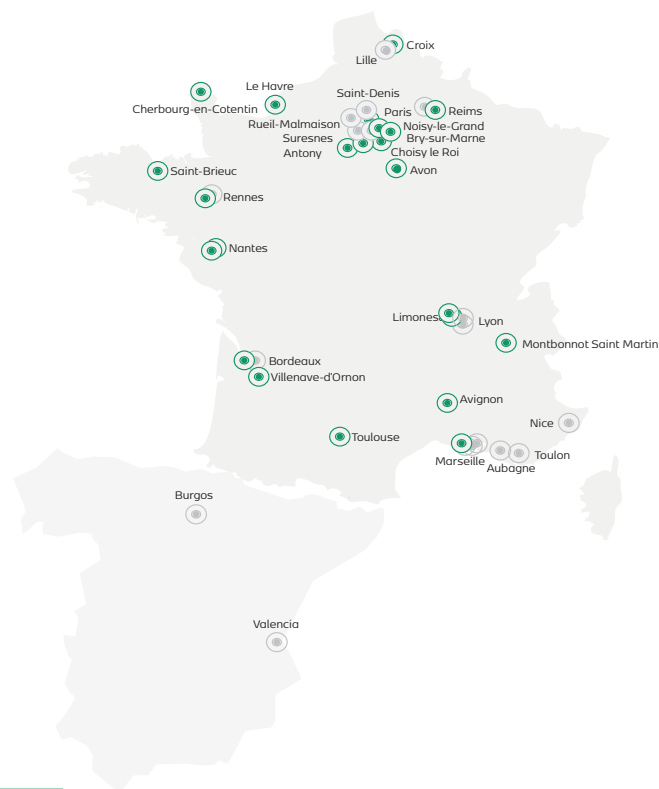 Croix
Lille
Le Havre
Cherbourg-en-Cotentin
Saint-Denis
Paris
Reims
Rueil-Malmaison
Noisy-le-Grand
Suresnes
Bry-sur-Marne
Antony
Choisy le Roi
Avon
Saint-Brieuc
Rennes
Nantes
Limones
Lyon
Montbonnot Saint Martin
Bordeaux
Villenave-d'Ornon
Avignon
Nice
Toulouse
Toulon
Marseille
Aubagne
Burgos
Valencia